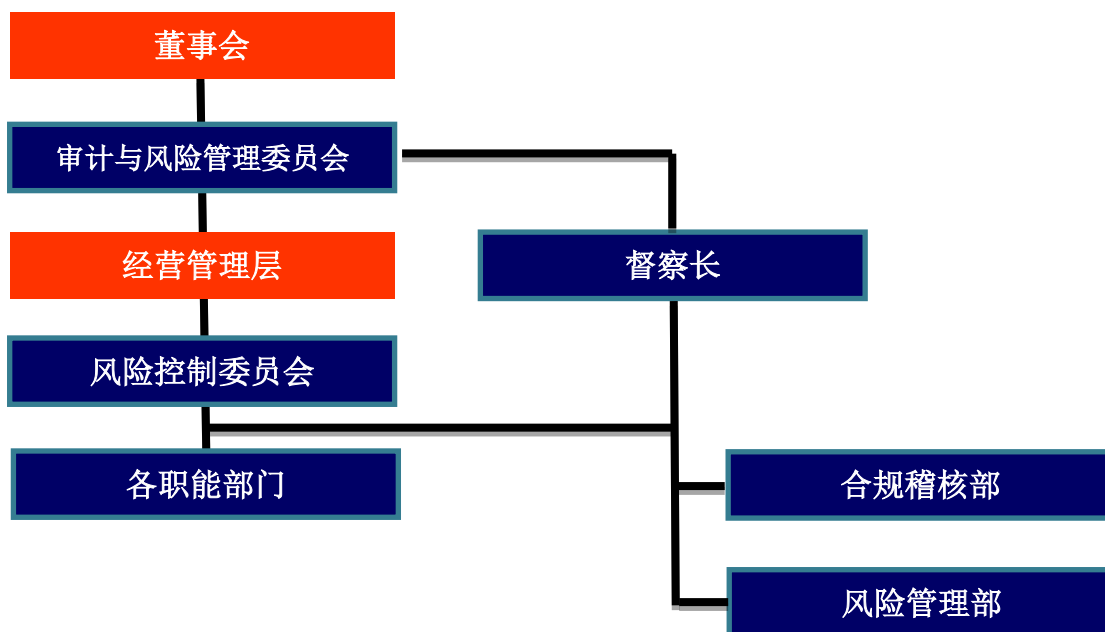 董事会
审计与风险管理委员会
经营管理层
督察长
风险控制委员会
各职能部门
合规稽核部
风险管理部